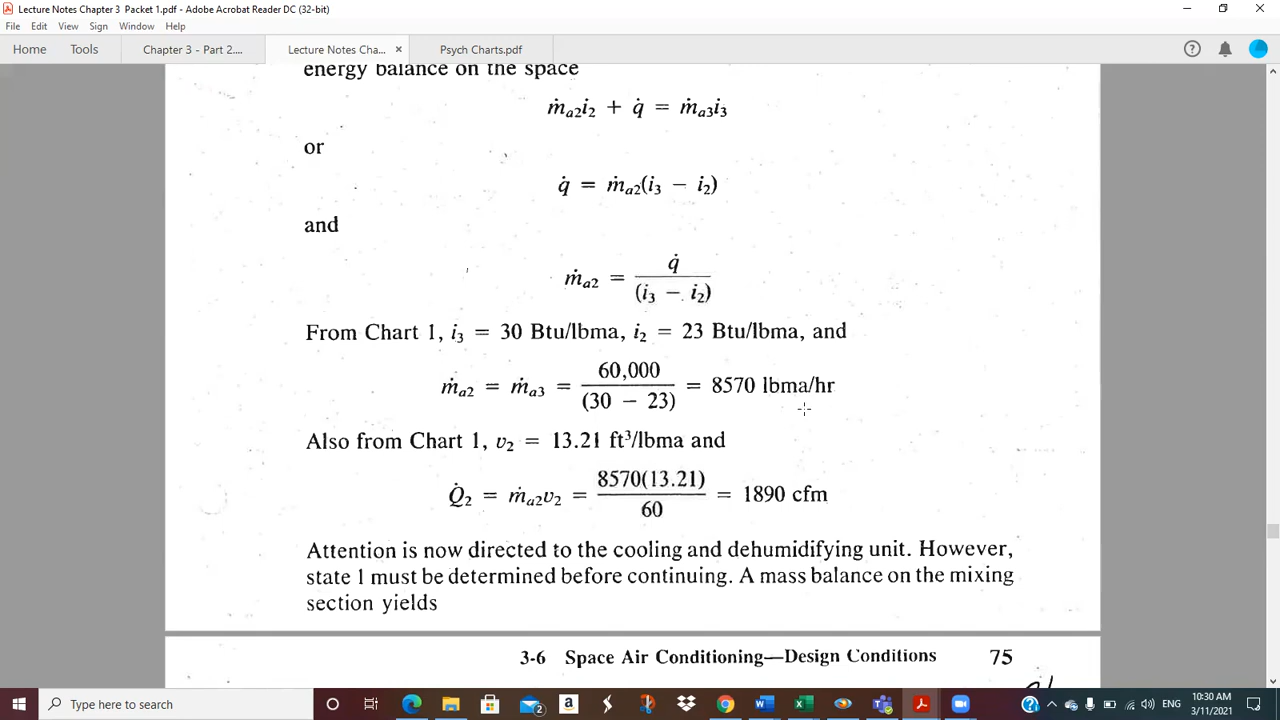 Lecture Notes Chapter 3 Packet 1.pdf - Adobe Acrobat Reader DC (32-bit)
File Edit View Sign Window Help
Home Tools Chapter 3 - Part 2.... Lecture Notes Cha... × Psych Charts.pdf
energy balance on the space
ṁa2i2 + q̇ = ṁa3i3
or
q̇ = ṁa2(i3 − i2)
and
ṁa2 = q̇ / (i3 − i2)
From Chart 1, i3 = 30 Btu/lbma, i2 = 23 Btu/lbma, and
ṁa2 = ṁa3 = 60,000 / (30 − 23) = 8570 lbma/hr
Also from Chart 1, v2 = 13.21 ft³/lbma and
Q̇2 = ṁa2v2 = 8570(13.21) / 60 = 1890 cfm
Attention is now directed to the cooling and dehumidifying unit. However,
state 1 must be determined before continuing. A mass balance on the mixing
section yields
3-6 Space Air Conditioning—Design Conditions 75
Type here to search
10:30 AM
3/11/2021